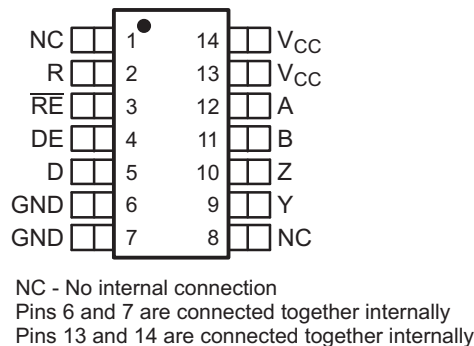 NC 1 14 VCC
R 2 13 VCC
RE 3 12 A
DE 4 11 B
D 5 10 Z
GND 6 9 Y
GND 7 8 NC
NC - No internal connection
Pins 6 and 7 are connected together internally
Pins 13 and 14 are connected together internally